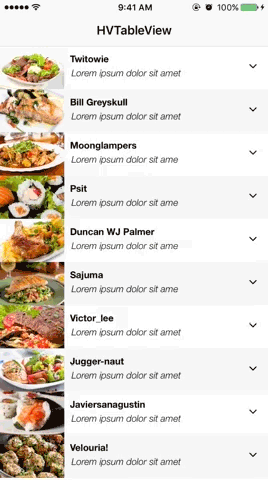 9:41 AM 100%
HVTableView
Twitowie
Lorem ipsum dolor sit amet
Bill Greyskull
Lorem ipsum dolor sit amet
Moonglampers
Lorem ipsum dolor sit ame
Psit
Lorem ipsum dolor sit amet
Duncan WJ Palmer
Lorem ipsum dolor sit amet
Sajuma
Lorem ipsum dolor sit amet
Victor_lee
Lorem ipsum dolor sit amet
Jugger-naut
Lorem ipsum dolor sit amet
Javiersanagustin
Lorem ipsum dolor sit amet
Velouria!
Lorem ipsum dolor sit amet